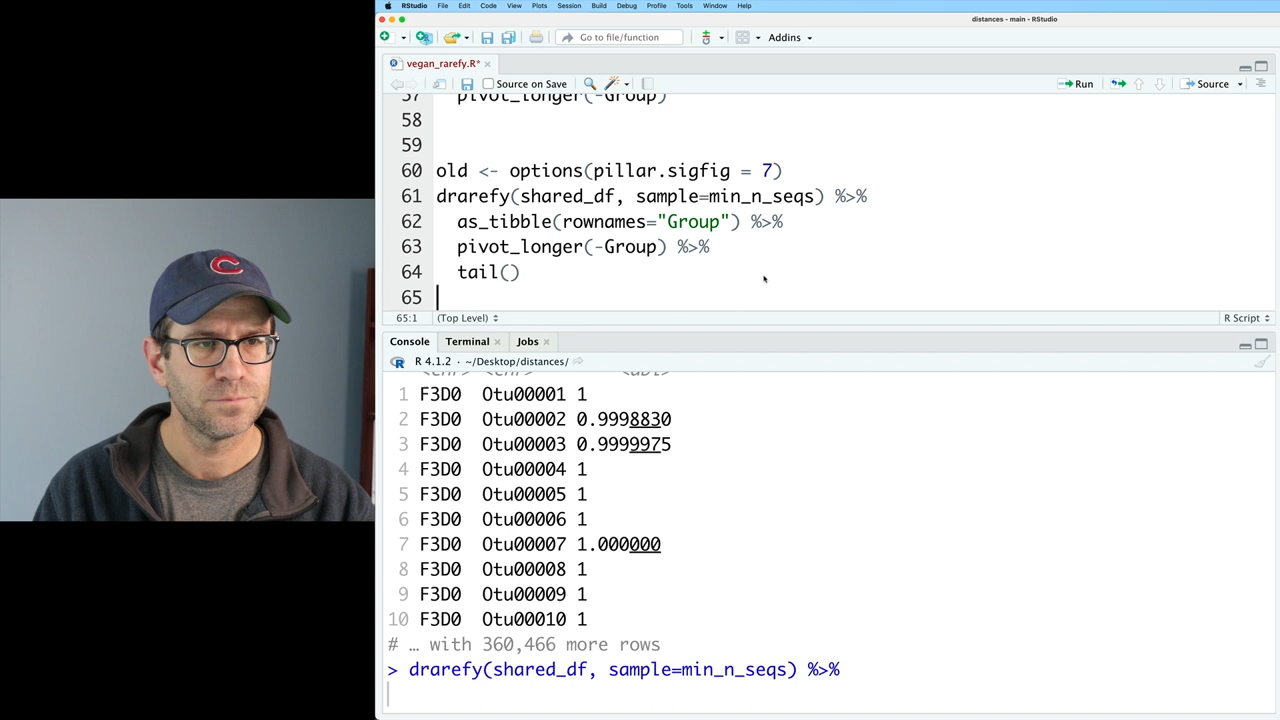 RStudio File Edit Code View Plots Session Build Debug Profile Tools Window Help
distances - main - RStudio
Go to file/function Addins
vegan_rarefy.R*
Source on Save Run Source
57 pivot_longer(-Group)
58
59
60 old <- options(pillar.sigfig = 7)
61 drarefy(shared_df, sample=min_n_seqs) %>%
62 as_tibble(rownames="Group") %>%
63 pivot_longer(-Group) %>%
64 tail()
65
65:1 (Top Level) R Script
Console Terminal Jobs
R 4.1.2 · ~/Desktop/distances/
<chr> <chr> <dbl>
1 F3D0 Otu00001 1
2 F3D0 Otu00002 0.9998830
3 F3D0 Otu00003 0.9999975
4 F3D0 Otu00004 1
5 F3D0 Otu00005 1
6 F3D0 Otu00006 1
7 F3D0 Otu00007 1.000000
8 F3D0 Otu00008 1
9 F3D0 Otu00009 1
10 F3D0 Otu00010 1
# … with 360,466 more rows
> drarefy(shared_df, sample=min_n_seqs) %>%